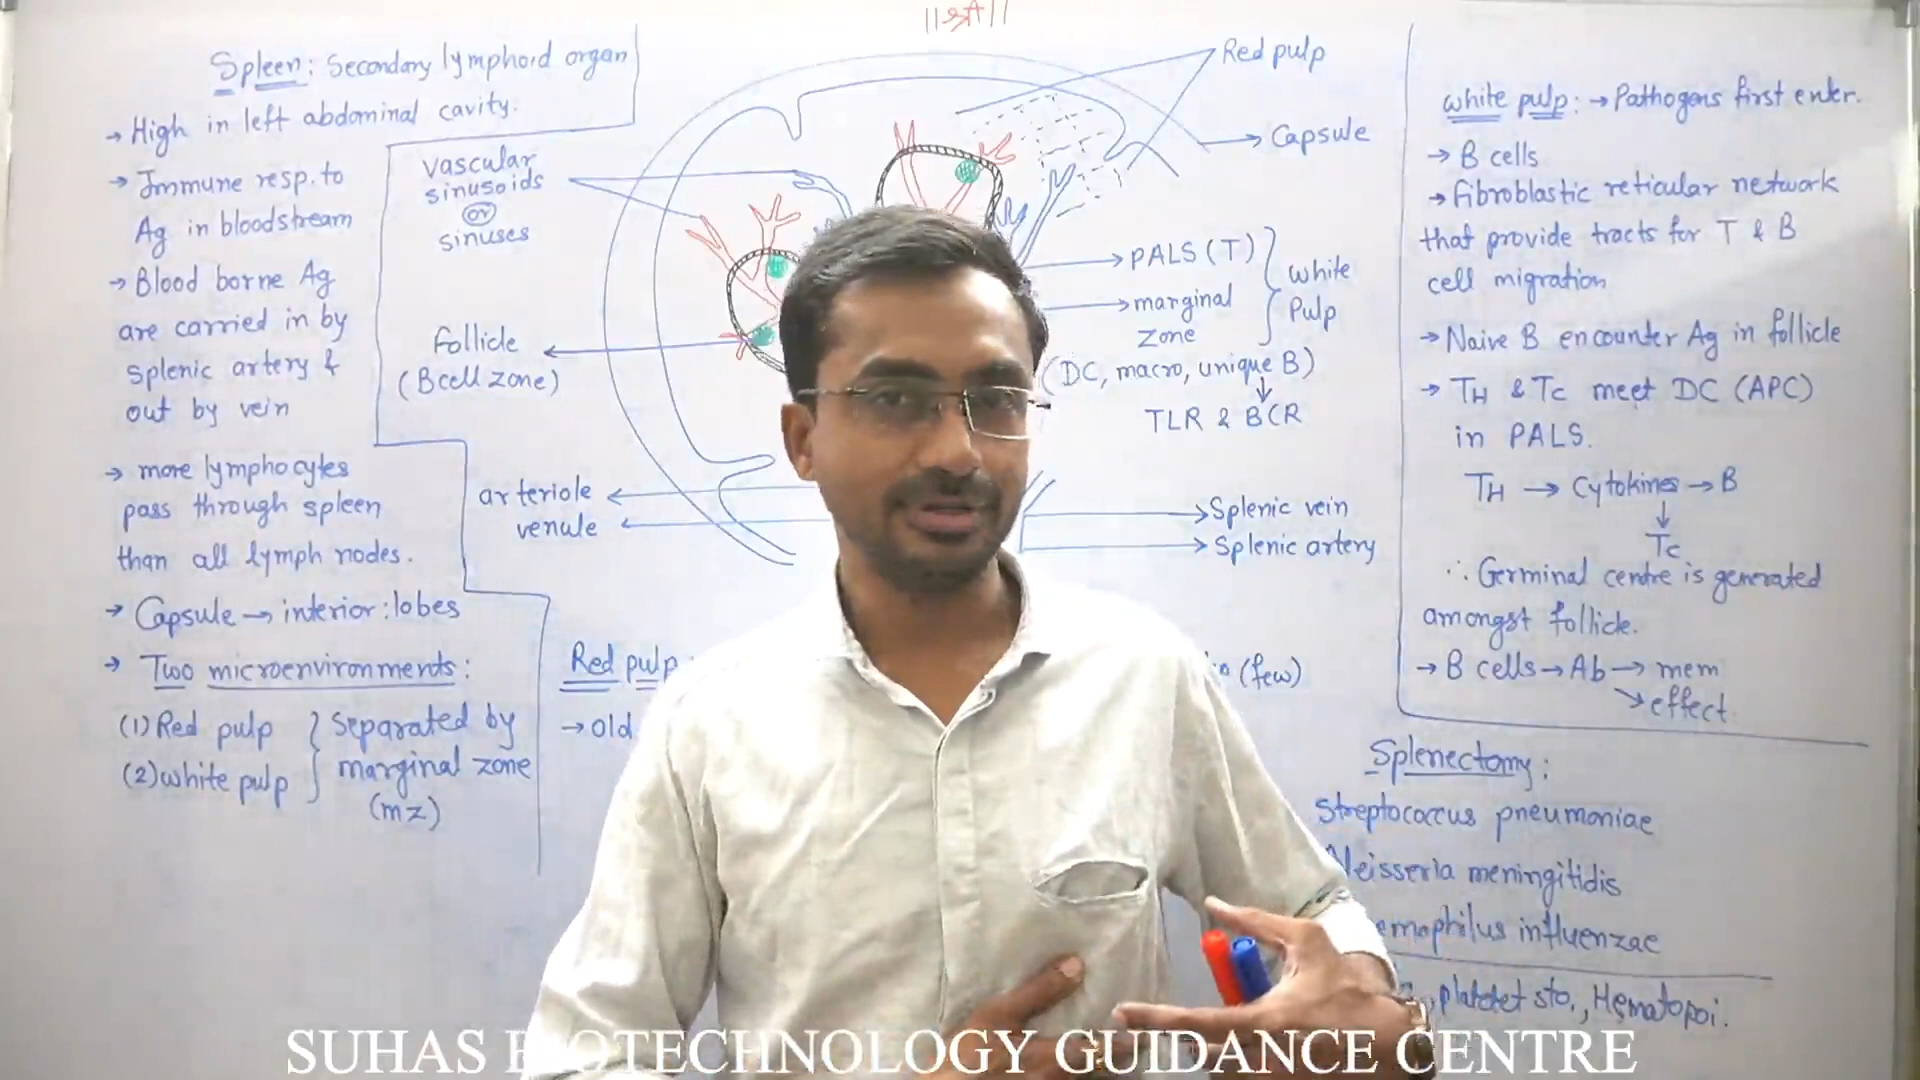 ||श्री||
Spleen: Secondary lymphoid organ
→ High in left abdominal cavity.
→ Immune resp. to
Ag in bloodstream
→ Blood borne Ag
are carried in by
splenic artery &
out by vein
→ more lymphocytes
pass through spleen
than all lymph nodes.
→ Capsule → interior: lobes
→ Two microenvironments:
(1) Red pulp } Separated by
(2) white pulp } marginal zone
(mz)
vascular
sinusoids
or
sinuses
follicle
(B cell zone)
arteriole
venule
Red pulp
Capsule
PALS (T)
marginal
zone
white
Pulp
(DC, macro, unique B)
↓
TLR & BCR
Splenic vein
Splenic artery
Red pulp
(few)
→ Old
white pulp: → Pathogens first enter.
→ B cells
→ fibroblastic reticular network
that provide tracts for T & B
cell migration
→ Naive B encounter Ag in follicle
→ TH & Tc meet DC (APC)
in PALS.
TH → Cytokines → B
↓
Tc
∴ Germinal centre is generated
amongst follicle.
→ B cells → Ab → mem
↘ effect
Splenectomy:
Streptococcus pneumoniae
eisseria meningitidis
emophilus influenzae
platelet sto., Hematopoi.
SUHAS BIOTECHNOLOGY GUIDANCE CENTRE